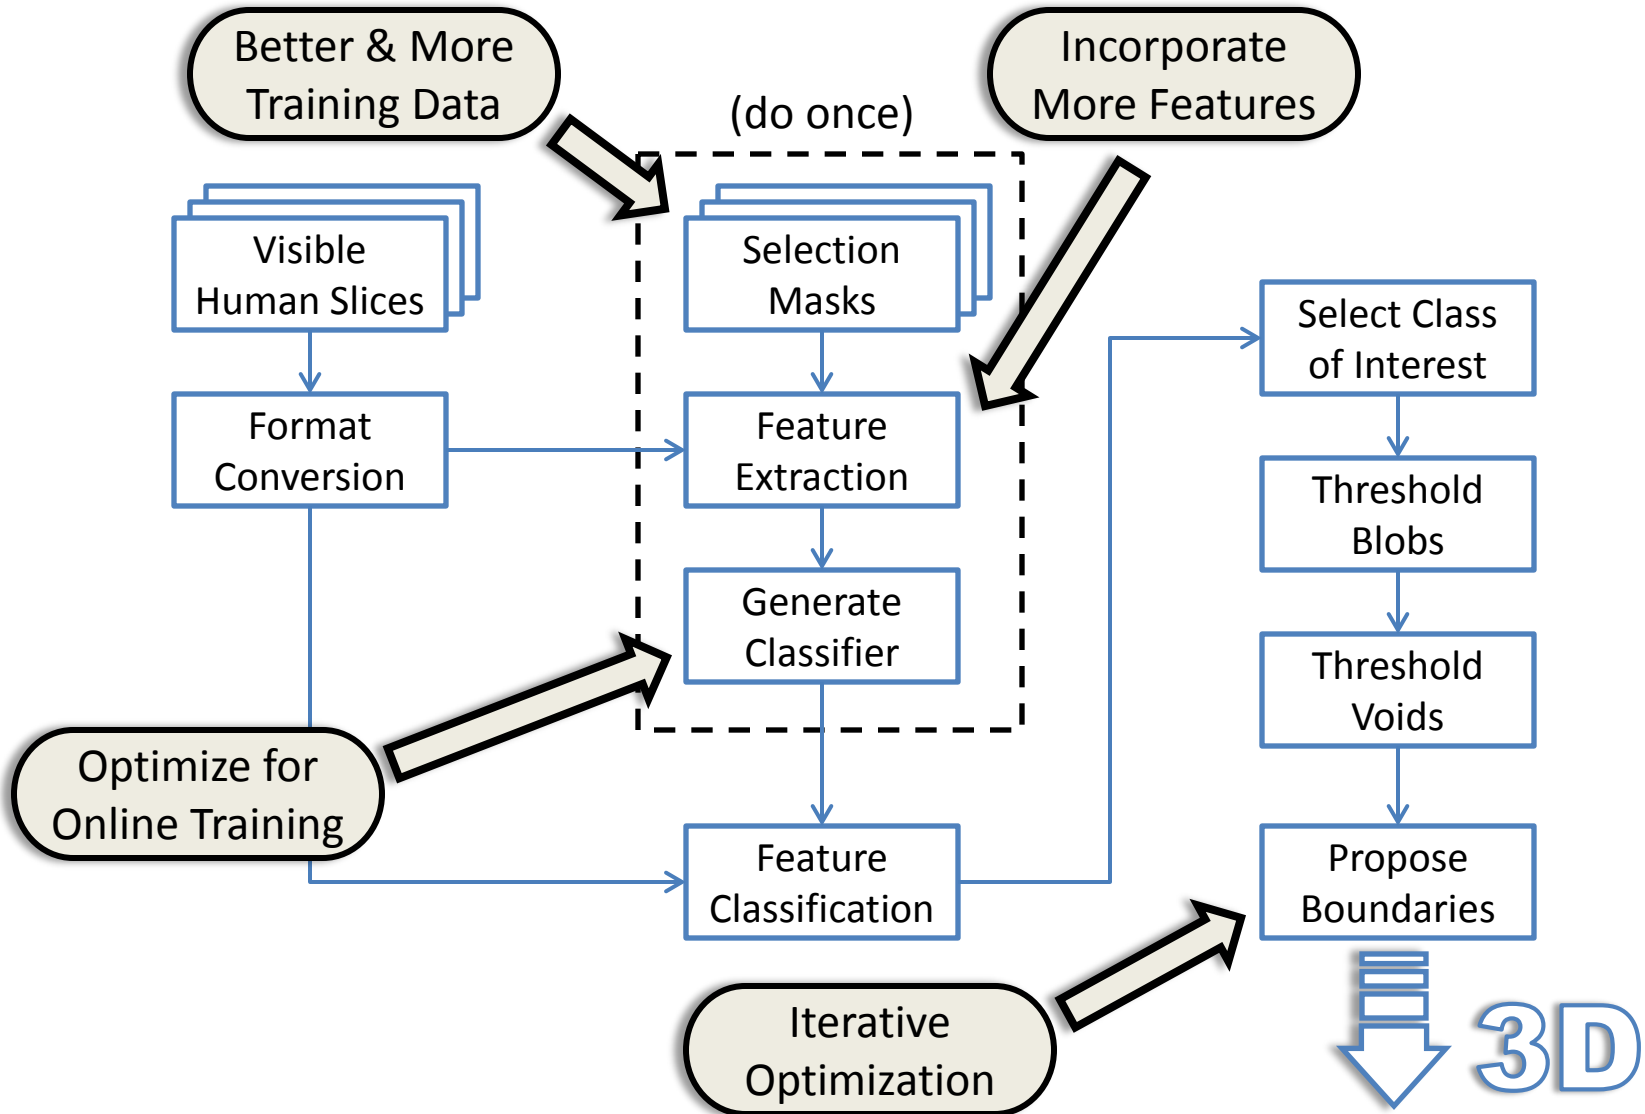 Better & More
Training Data
Incorporate
More Features
(do once)
Visible
Human Slices
Selection
Masks
Select Class
of Interest
Format
Conversion
Feature
Extraction
Threshold
Blobs
Generate
Classifier
Threshold
Voids
Optimize for
Online Training
Feature
Classification
Propose
Boundaries
Iterative
Optimization
3D